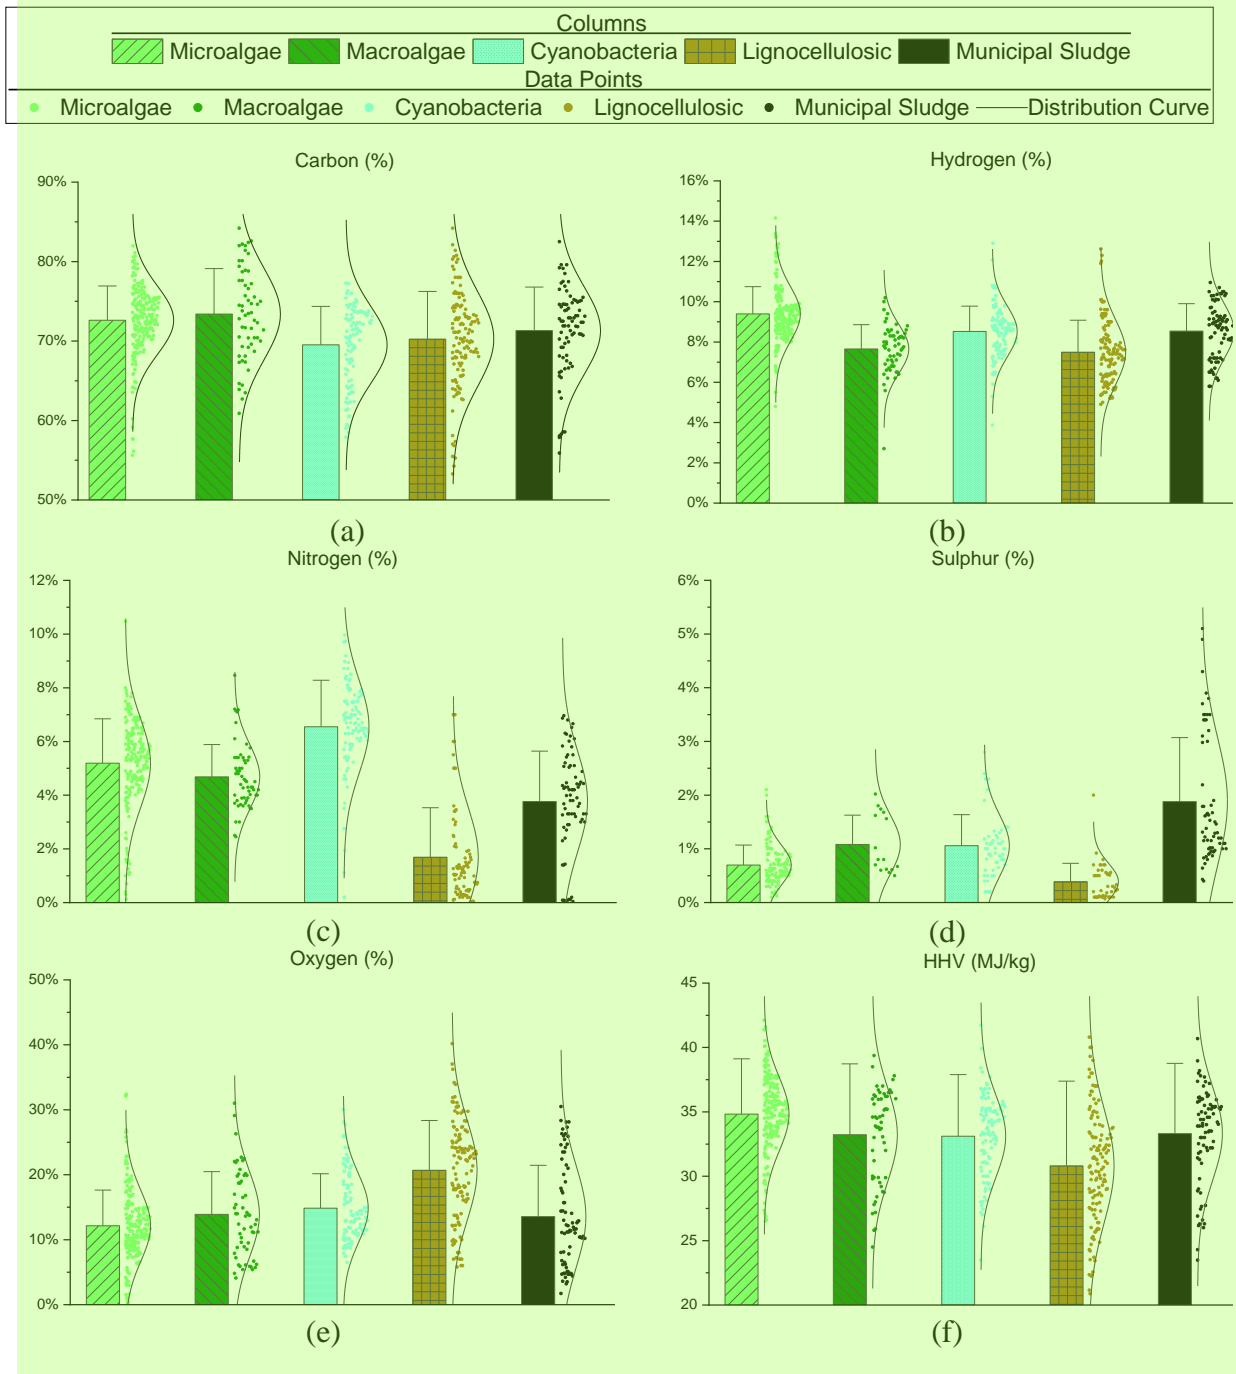 Columns
Microalgae Macroalgae Cyanobacteria Lignocellulosic Municipal Sludge
Data Points
Microalgae Macroalgae Cyanobacteria Lignocellulosic Municipal Sludge Distribution Curve
Carbon (%)
90%
80%
70%
60%
50%
(a)
Hydrogen (%)
16%
14%
12%
10%
8%
6%
4%
2%
0%
(b)
Nitrogen (%)
12%
10%
8%
6%
4%
2%
0%
(c)
Sulphur (%)
6%
5%
4%
3%
2%
1%
0%
(d)
Oxygen (%)
50%
40%
30%
20%
10%
0%
(e)
HHV (MJ/kg)
45
40
35
30
25
20
(f)